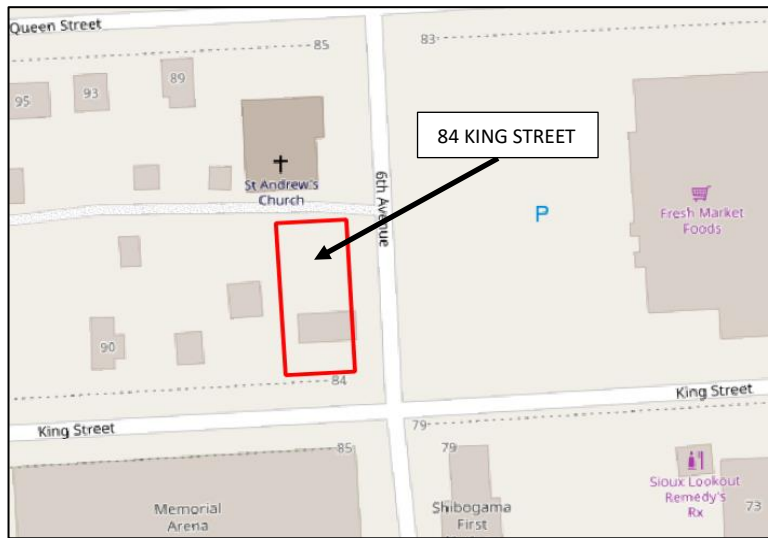 Queen Street
85
83
89
93
95
84 KING STREET
St Andrew's
Church
6th Avenue
P
Fresh Market
Foods
90
84
King Street
King Street
79
79
85
Memorial
Arena
Shibogama
First
Sioux Lookout
Remedy's
Rx
73